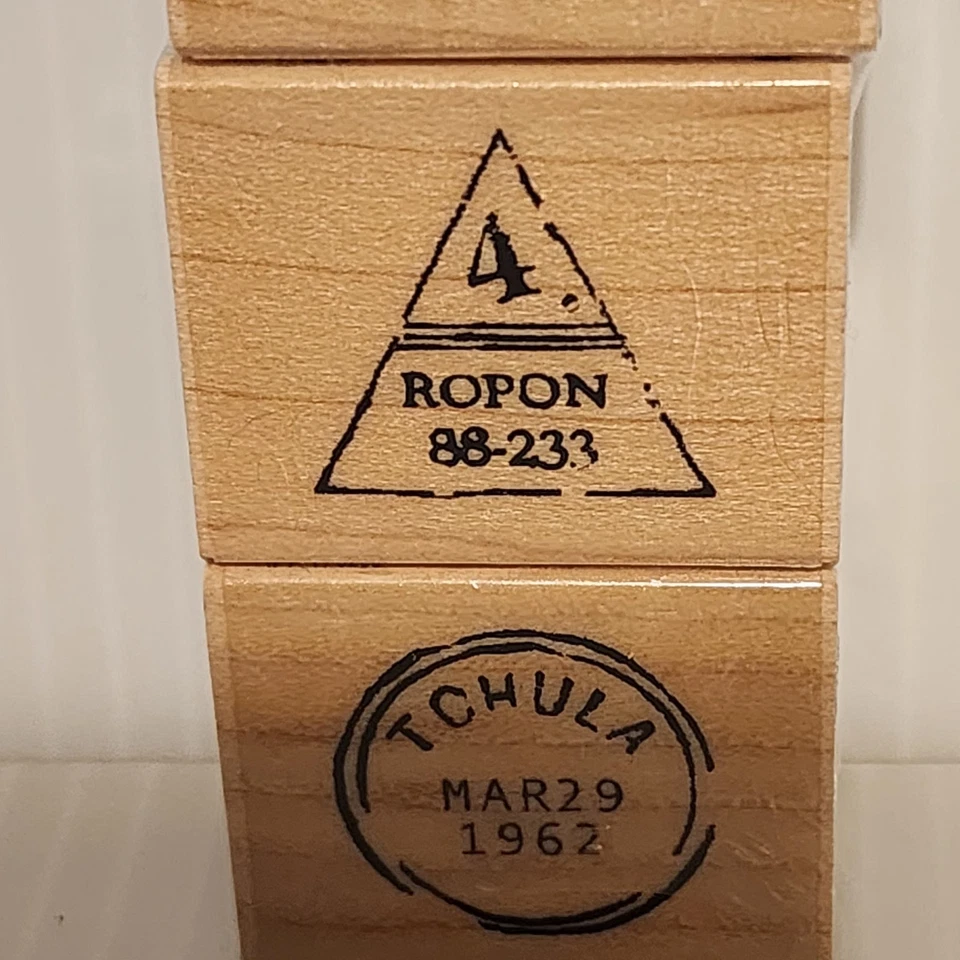 4.
ROPON
88-233
TCHULA
MAR29
1962